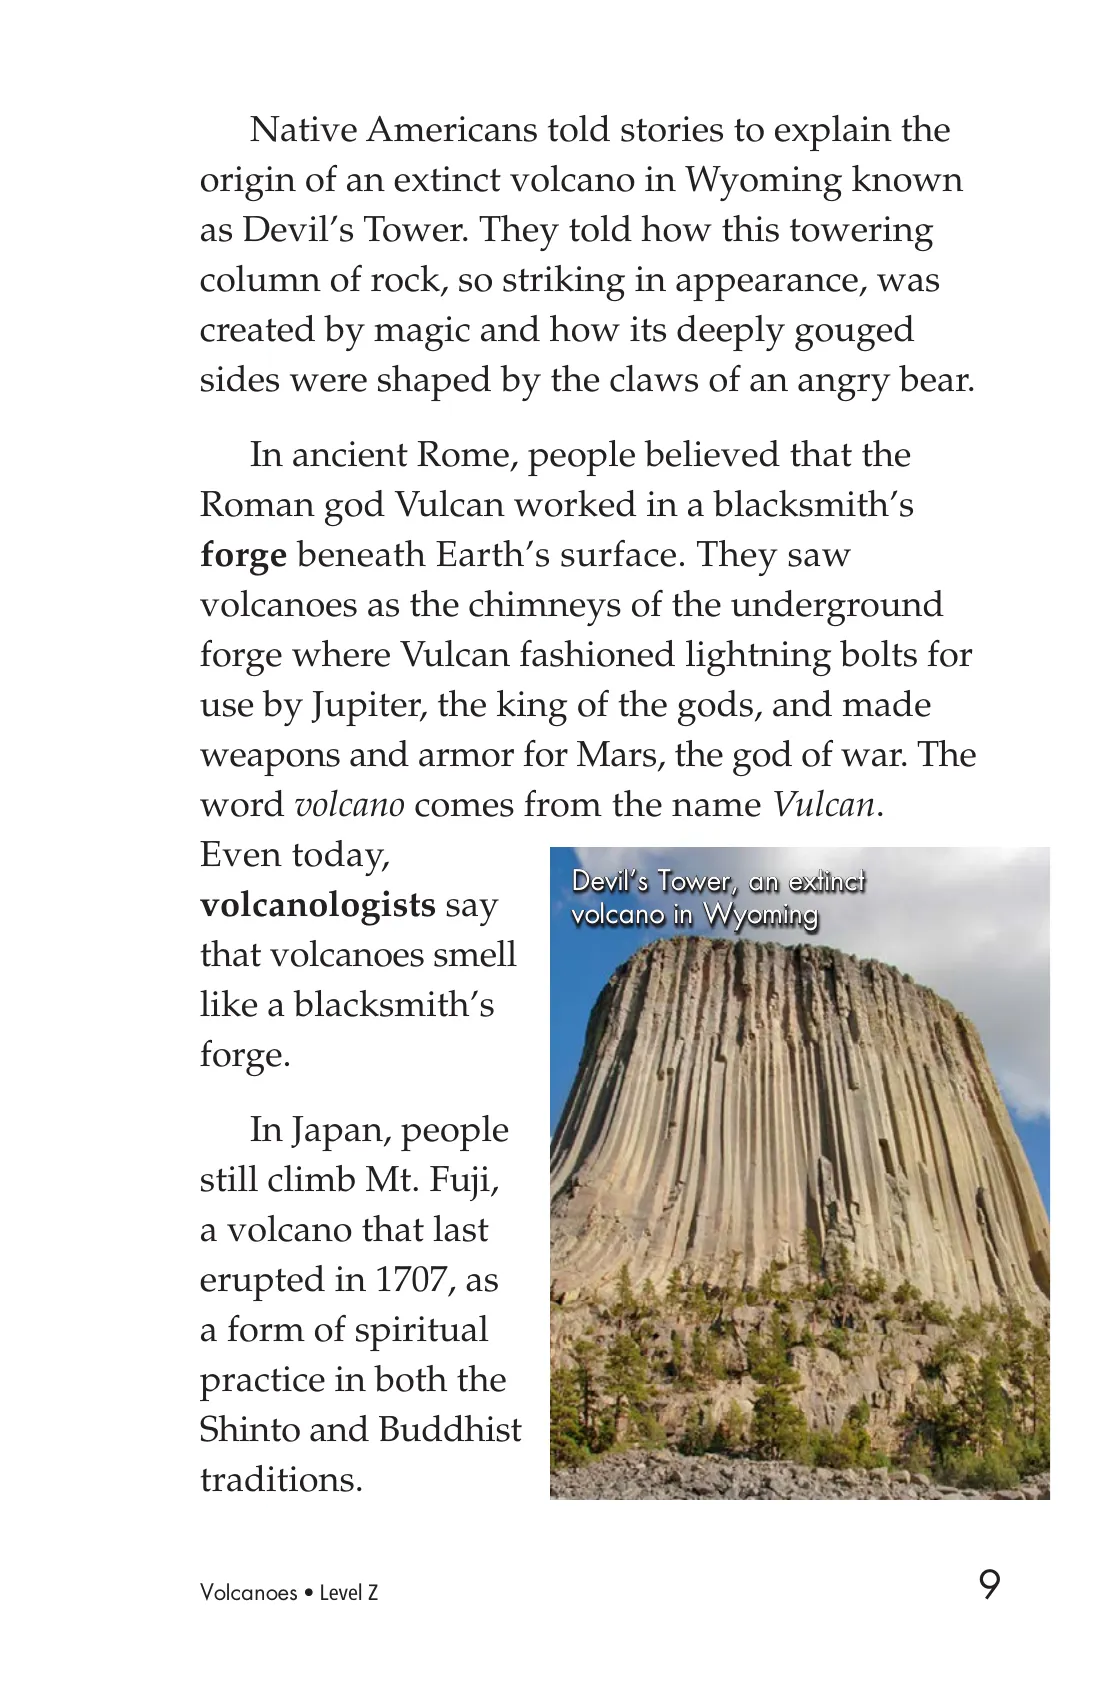 Native Americans told stories to explain the
origin of an extinct volcano in Wyoming known
as Devil’s Tower. They told how this towering
column of rock, so striking in appearance, was
created by magic and how its deeply gouged
sides were shaped by the claws of an angry bear.
In ancient Rome, people believed that the
Roman god Vulcan worked in a blacksmith’s
forge beneath Earth’s surface. They saw
volcanoes as the chimneys of the underground
forge where Vulcan fashioned lightning bolts for
use by Jupiter, the king of the gods, and made
weapons and armor for Mars, the god of war. The
word volcano comes from the name Vulcan.
Even today,
volcanologists say
that volcanoes smell
like a blacksmith’s
forge.
In Japan, people
still climb Mt. Fuji,
a volcano that last
erupted in 1707, as
a form of spiritual
practice in both the
Shinto and Buddhist
traditions.
Devil’s Tower, an extinct
volcano in Wyoming
Volcanoes • Level Z
9